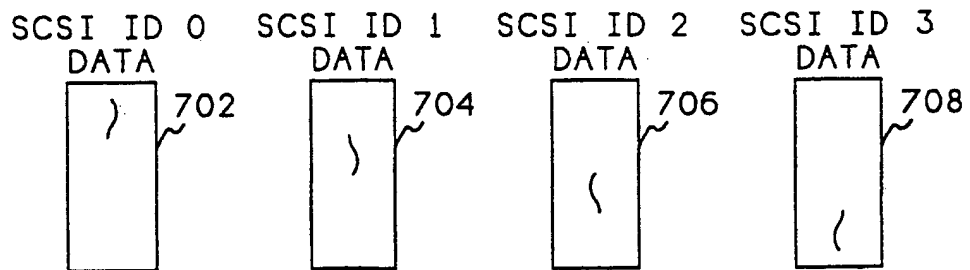 SCSI ID 0 SCSI ID 1 SCSI ID 2 SCSI ID 3
DATA DATA DATA DATA
702 704 706 708